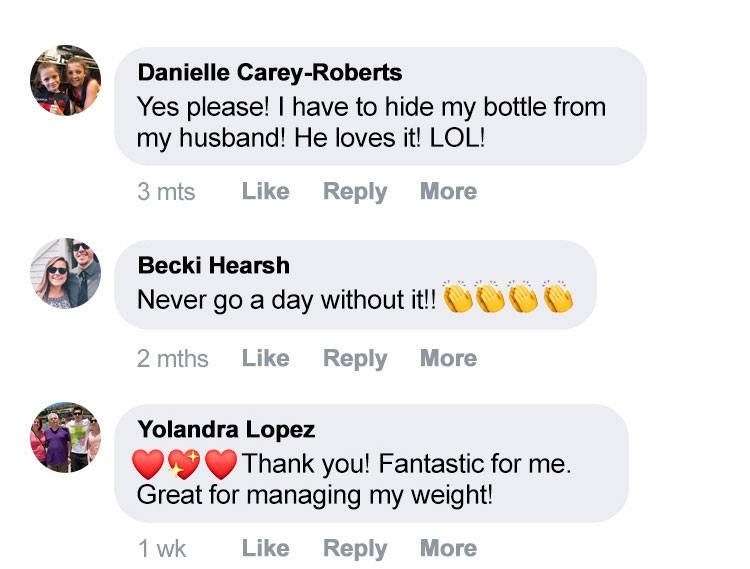 Danielle Carey-Roberts
Yes please! I have to hide my bottle from
my husband! He loves it! LOL!
3 mts Like Reply More
Becki Hearsh
Never go a day without it!! 👏👏👏👏
2 mths Like Reply More
Yolandra Lopez
❤️💖❤️ Thank you! Fantastic for me.
Great for managing my weight!
1 wk Like Reply More